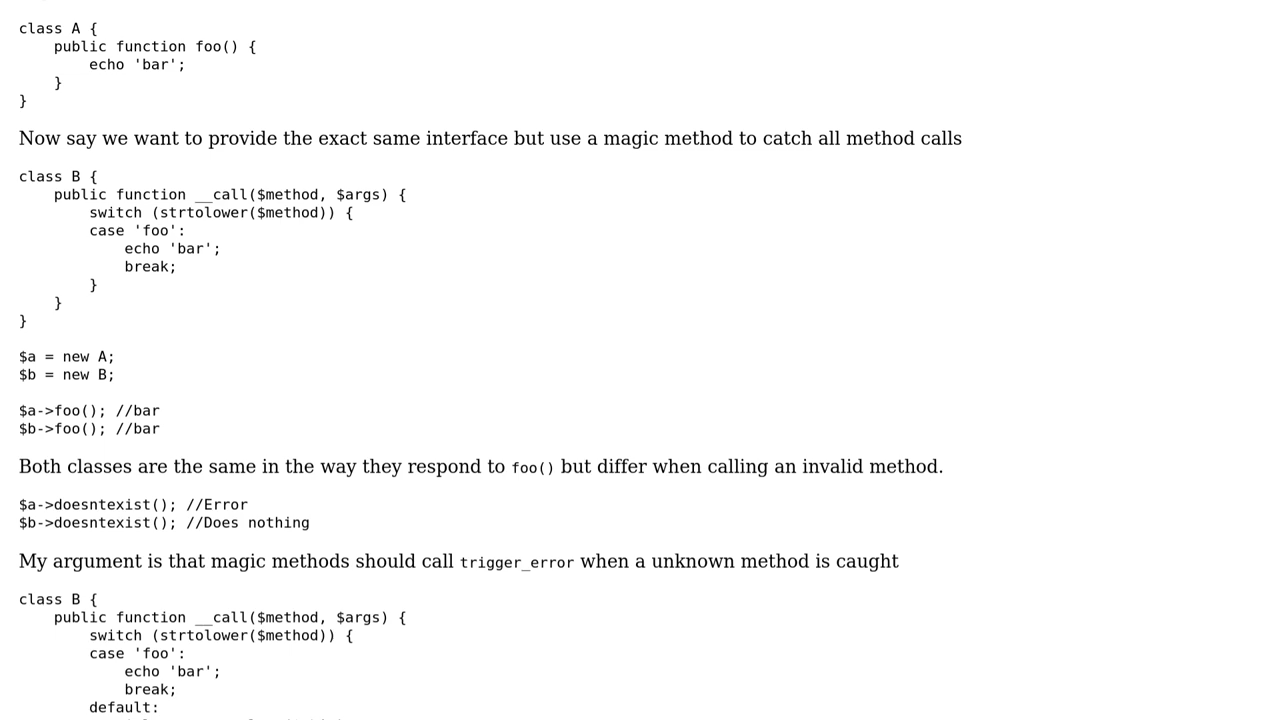 class A {
    public function foo() {
        echo 'bar';
    }
}
Now say we want to provide the exact same interface but use a magic method to catch all method calls
class B {
    public function __call($method, $args) {
        switch (strtolower($method)) {
        case 'foo':
            echo 'bar';
            break;
        }
    }
}
$a = new A;
$b = new B;
$a->foo(); //bar
$b->foo(); //bar
Both classes are the same in the way they respond to foo() but differ when calling an invalid method.
$a->doesntexist(); //Error
$b->doesntexist(); //Does nothing
My argument is that magic methods should call trigger_error when a unknown method is caught
class B {
    public function __call($method, $args) {
        switch (strtolower($method)) {
        case 'foo':
            echo 'bar';
            break;
        default: